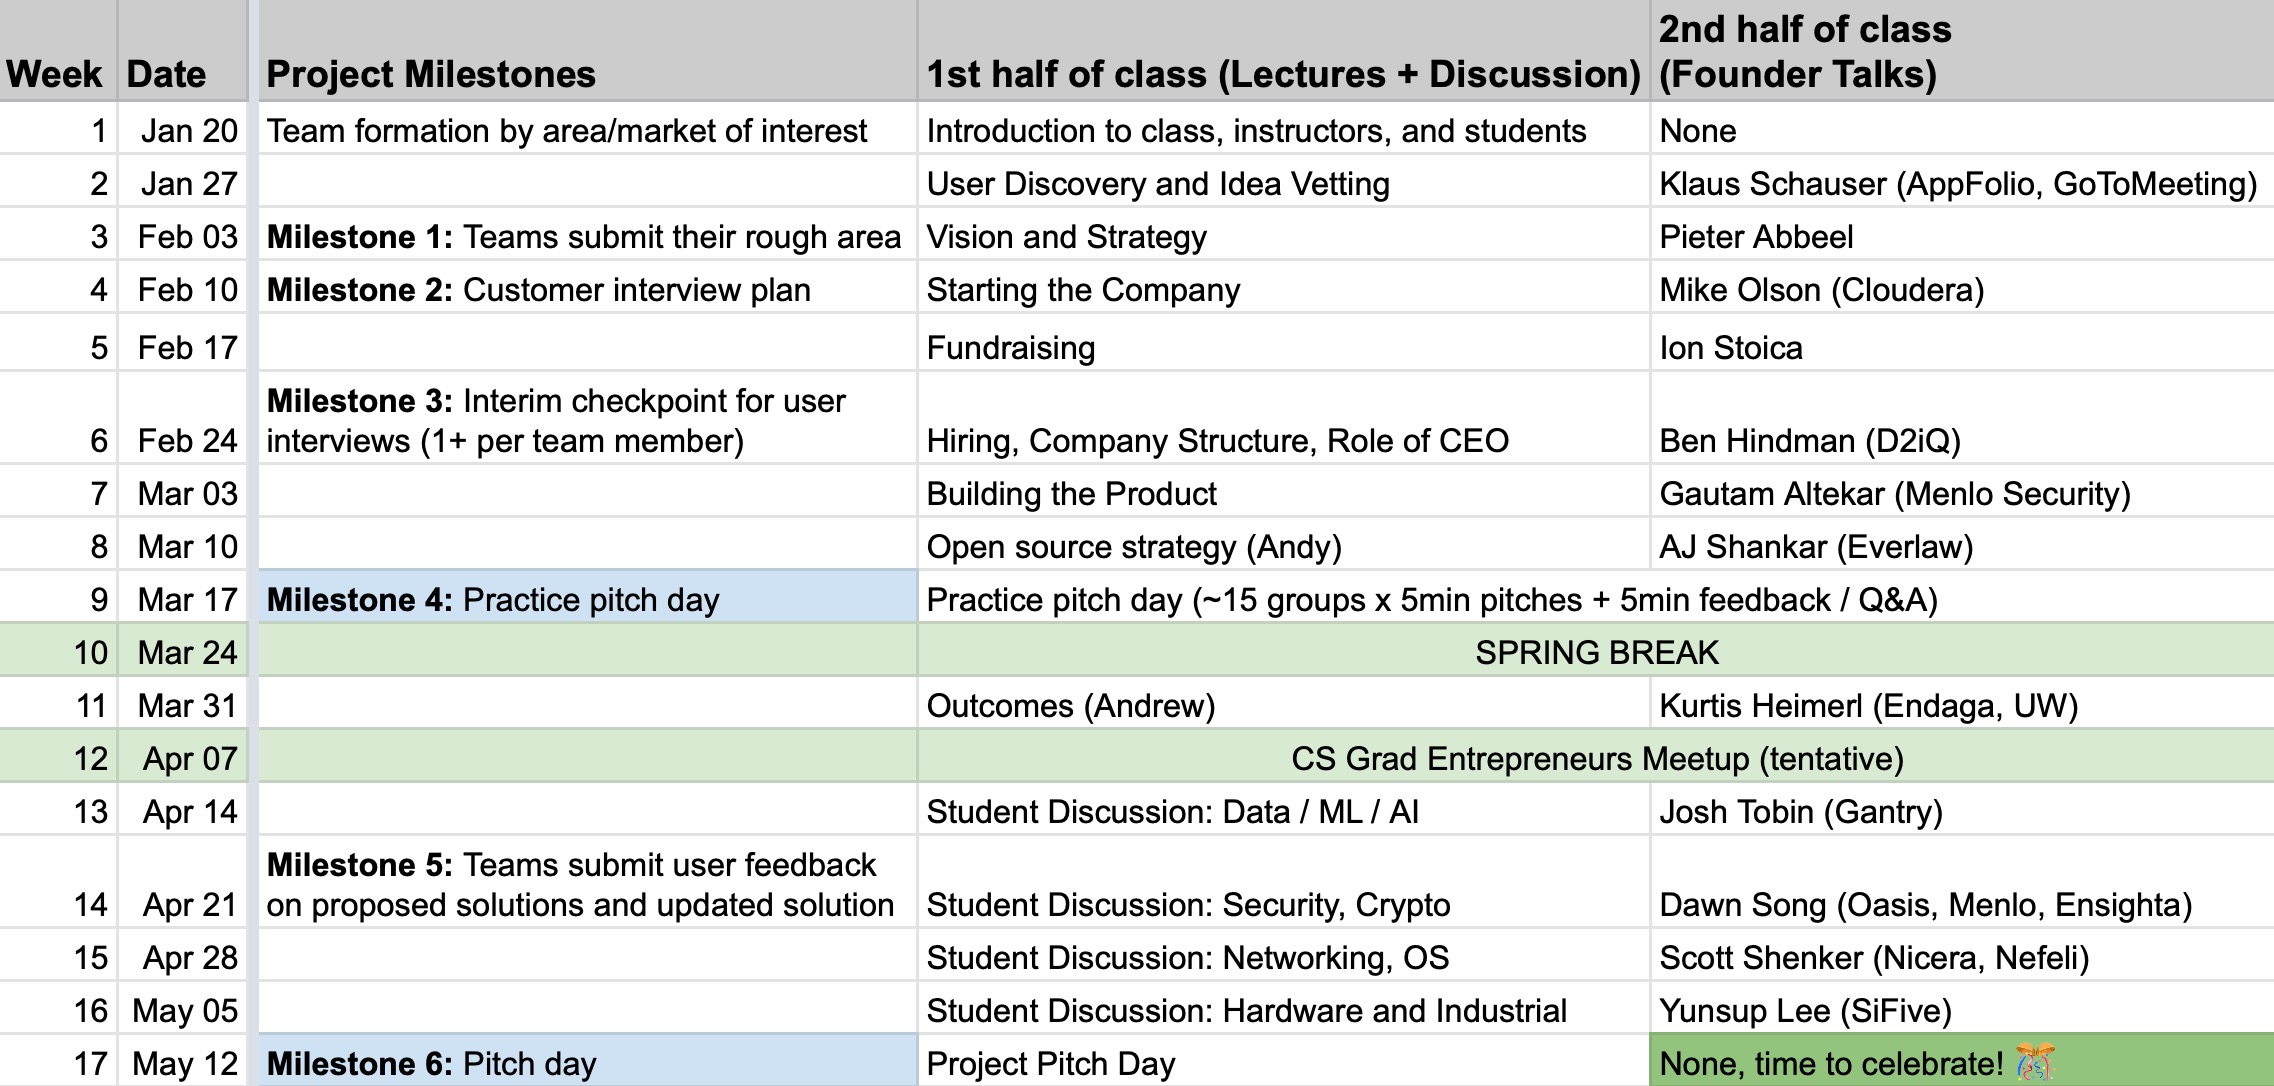 Week Date Project Milestones 1st half of class (Lectures + Discussion) 2nd half of class
(Founder Talks)
1 Jan 20 Team formation by area/market of interest Introduction to class, instructors, and students None
2 Jan 27 User Discovery and Idea Vetting Klaus Schauser (AppFolio, GoToMeeting)
3 Feb 03 Milestone 1: Teams submit their rough area Vision and Strategy Pieter Abbeel
4 Feb 10 Milestone 2: Customer interview plan Starting the Company Mike Olson (Cloudera)
5 Feb 17 Fundraising Ion Stoica
Milestone 3: Interim checkpoint for user
6 Feb 24 interviews (1+ per team member) Hiring, Company Structure, Role of CEO Ben Hindman (D2iQ)
7 Mar 03 Building the Product Gautam Altekar (Menlo Security)
8 Mar 10 Open source strategy (Andy) AJ Shankar (Everlaw)
9 Mar 17 Milestone 4: Practice pitch day Practice pitch day (~15 groups x 5min pitches + 5min feedback / Q&A)
10 Mar 24 SPRING BREAK
11 Mar 31 Outcomes (Andrew) Kurtis Heimerl (Endaga, UW)
12 Apr 07 CS Grad Entrepreneurs Meetup (tentative)
13 Apr 14 Student Discussion: Data / ML / AI Josh Tobin (Gantry)
Milestone 5: Teams submit user feedback
14 Apr 21 on proposed solutions and updated solution Student Discussion: Security, Crypto Dawn Song (Oasis, Menlo, Ensighta)
15 Apr 28 Student Discussion: Networking, OS Scott Shenker (Nicera, Nefeli)
16 May 05 Student Discussion: Hardware and Industrial Yunsup Lee (SiFive)
17 May 12 Milestone 6: Pitch day Project Pitch Day None, time to celebrate! 🎊